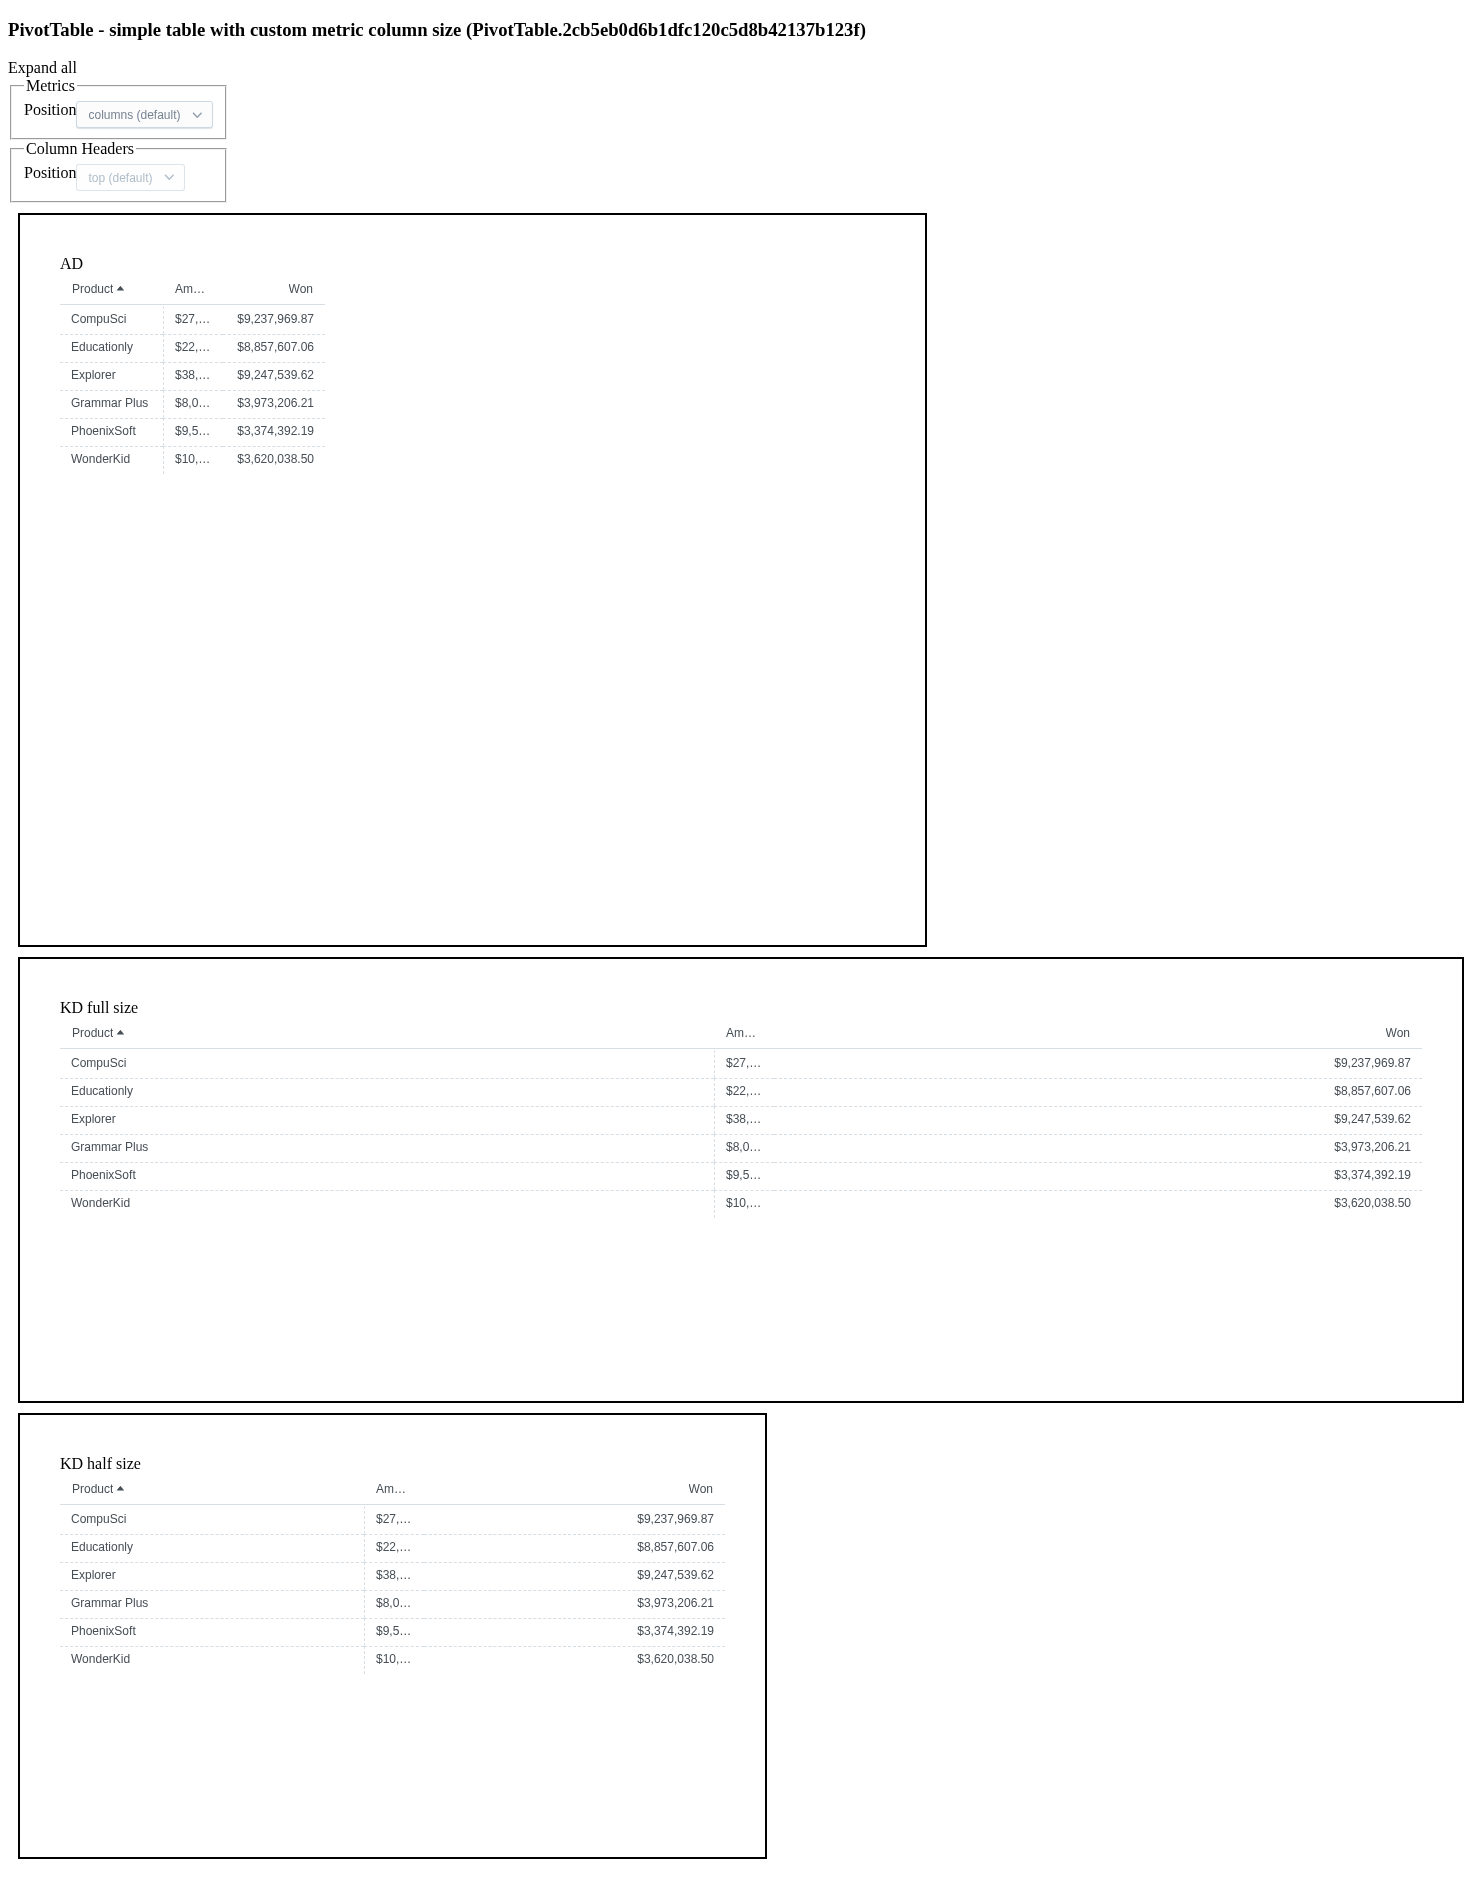 PivotTable - simple table with custom metric column size (PivotTable.2cb5eb0d6b1dfc120c5d8b42137b123f)
Expand all
Metrics
Position columns (default)
Column Headers
Position top (default)
AD
Product Am… Won
CompuSci $27,… $9,237,969.87
Educationly $22,… $8,857,607.06
Explorer $38,… $9,247,539.62
Grammar Plus $8,0… $3,973,206.21
PhoenixSoft $9,5… $3,374,392.19
WonderKid $10,… $3,620,038.50
KD full size
Product Am… Won
CompuSci $27,… $9,237,969.87
Educationly $22,… $8,857,607.06
Explorer $38,… $9,247,539.62
Grammar Plus $8,0… $3,973,206.21
PhoenixSoft $9,5… $3,374,392.19
WonderKid $10,… $3,620,038.50
KD half size
Product Am… Won
CompuSci $27,… $9,237,969.87
Educationly $22,… $8,857,607.06
Explorer $38,… $9,247,539.62
Grammar Plus $8,0… $3,973,206.21
PhoenixSoft $9,5… $3,374,392.19
WonderKid $10,… $3,620,038.50